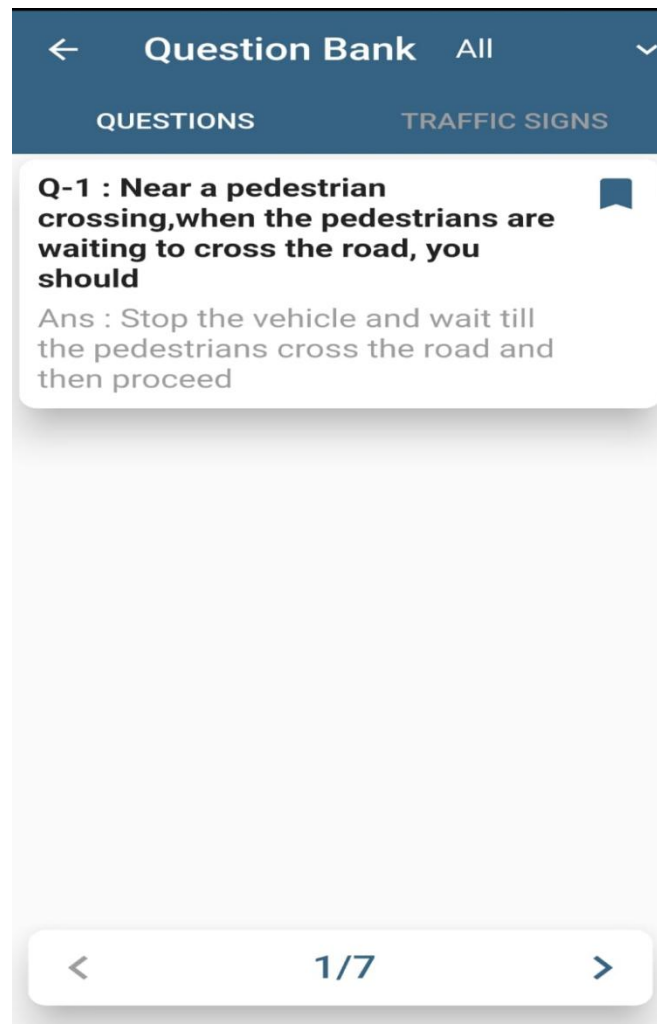 Question Bank All
QUESTIONS TRAFFIC SIGNS
Q-1 : Near a pedestrian
crossing,when the pedestrians are
waiting to cross the road, you
should
Ans : Stop the vehicle and wait till
the pedestrians cross the road and
then proceed
1/7